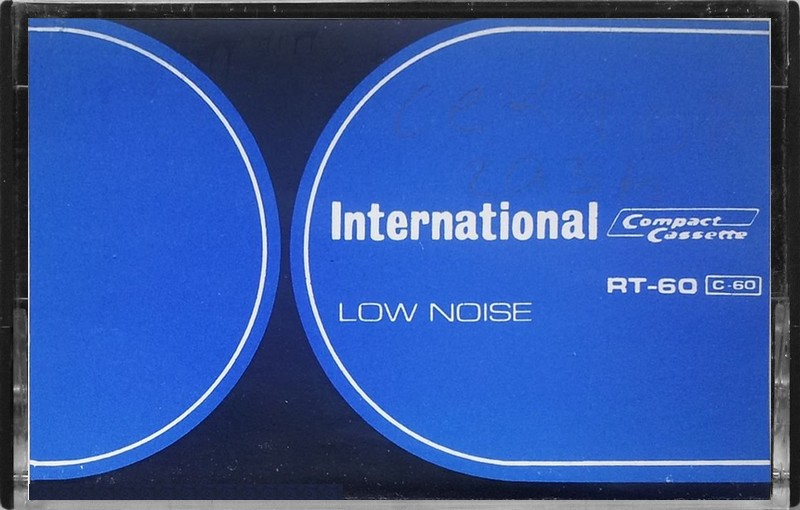 International Compact Cassette
RT-60 C-60
LOW NOISE